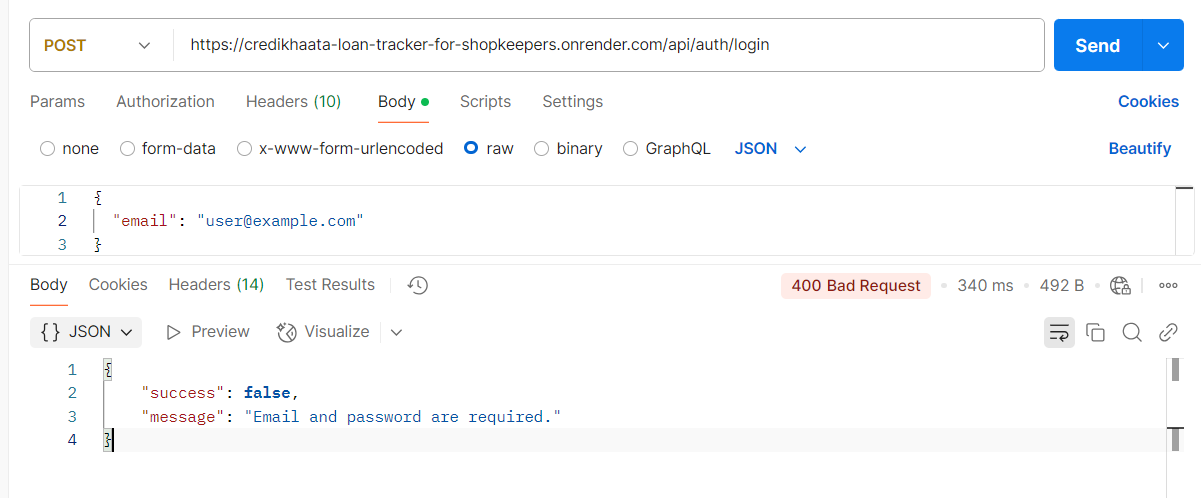 POST https://credikhaata-loan-tracker-for-shopkeepers.onrender.com/api/auth/login Send
Params Authorization Headers (10) Body Scripts Settings Cookies
none form-data x-www-form-urlencoded raw binary GraphQL JSON Beautify
1 {
2 "email": "user@example.com"
3 }
Body Cookies Headers (14) Test Results 400 Bad Request 340 ms 492 B
{} JSON Preview Visualize
1 {
2 "success": false,
3 "message": "Email and password are required."
4 }